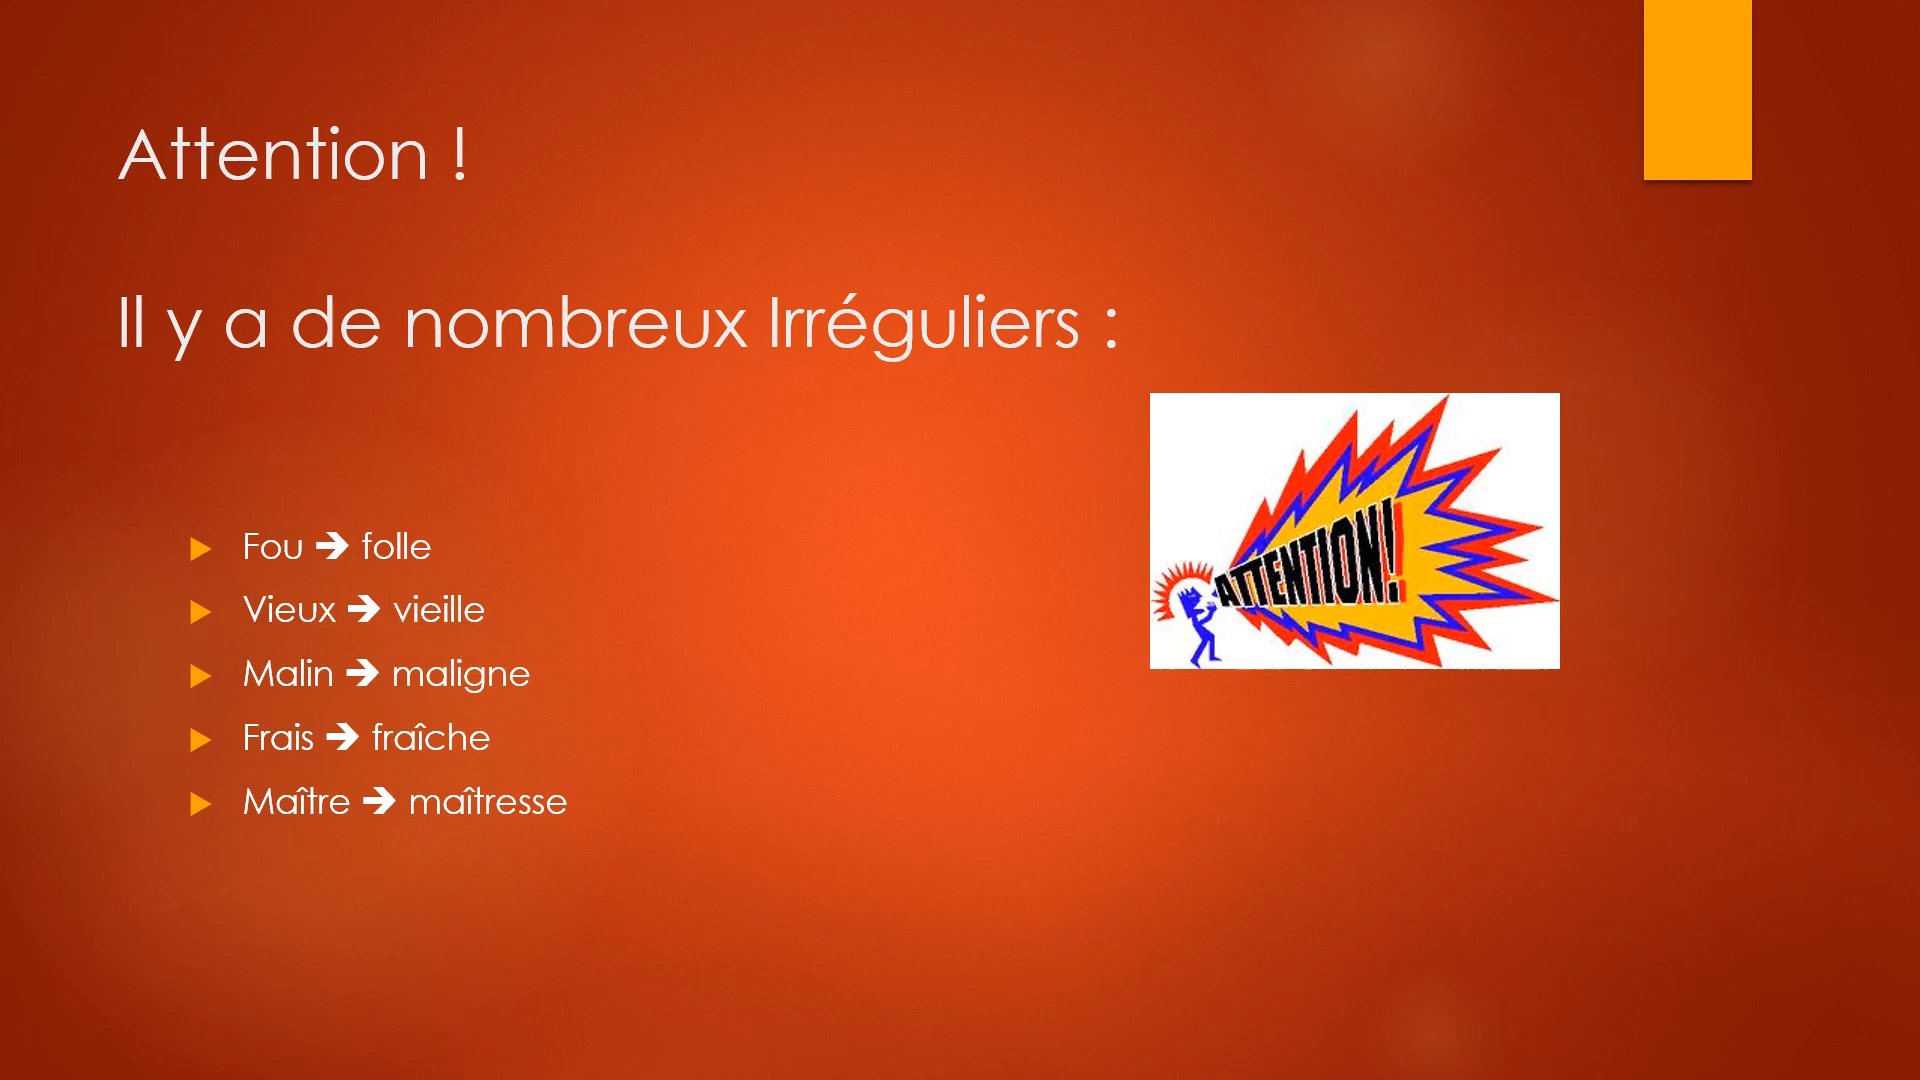 Attention !
Il y a de nombreux Irréguliers :
Fou ➔ folle
Vieux ➔ vieille
Malin ➔ maligne
Frais ➔ fraîche
Maître ➔ maîtresse
ATTENTION!